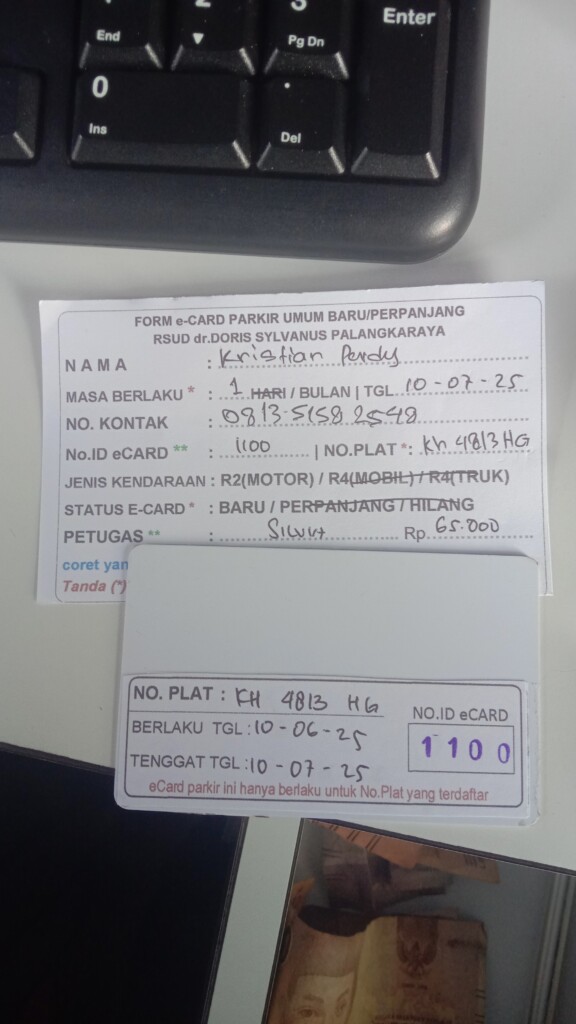 2
3
Enter
End
▼
Pg Dn
0
.
Ins
Del
FORM e-CARD PARKIR UMUM BARU/PERPANJANG
RSUD dr.DORIS SYLVANUS PALANGKARAYA
NAMA : Kristian Perdy
MASA BERLAKU * : 1 HARI / BULAN | TGL 10-07-25
NO. KONTAK : 0813-5158 2548
No.ID eCARD ** : 1100 | NO.PLAT *: Kh 4813 HG
JENIS KENDARAAN : R2(MOTOR) / R4(MOBIL) / R4(TRUK)
STATUS E-CARD * : BARU / PERPANJANG / HILANG
PETUGAS ** : Rp. 65.000
coret yan
Tanda (*)
NO. PLAT : KH 4813 HG
BERLAKU TGL : 10-06-25
NO.ID eCARD
1100
TENGGAT TGL : 10-07-25
eCard parkir ini hanya berlaku untuk No.Plat yang terdaftar